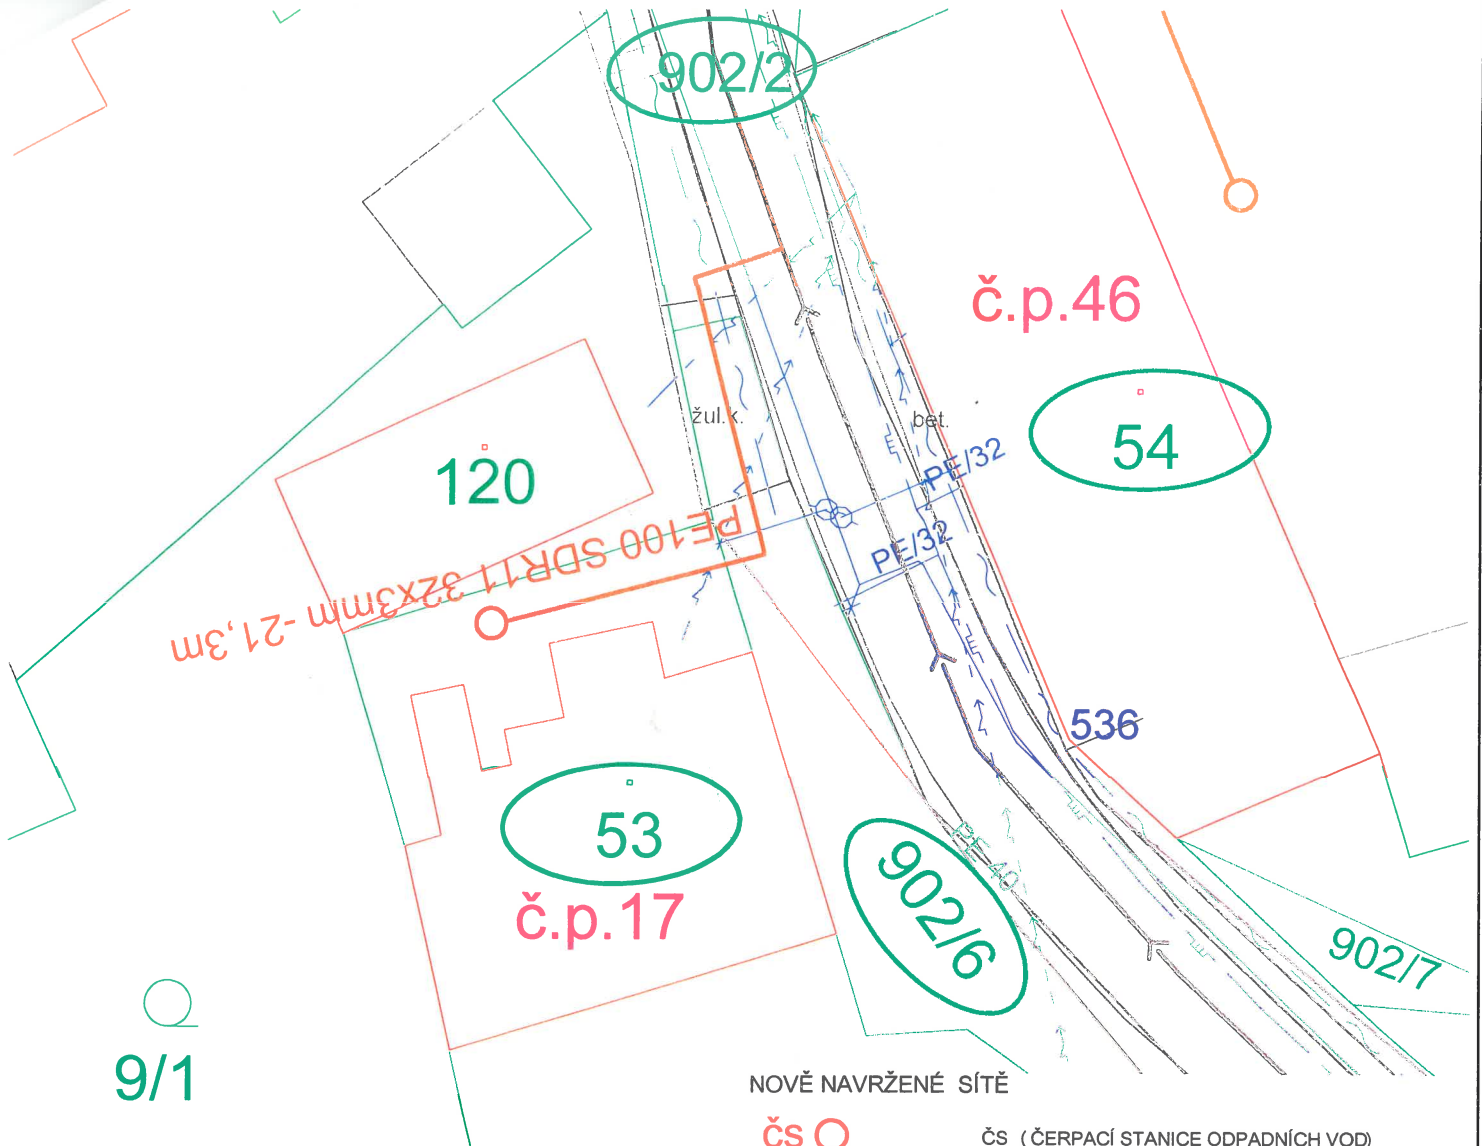 902/2
č.p.46
54
žul.k.
bet.
120
PE/32
PE/32
PE100 SDR11 32x3mm -21,3m
536
53
č.p.17
PE 40
902/6
902/7
9/1
NOVĚ NAVRŽENÉ SÍTĚ
ČS
ČS ( ČERPACÍ STANICE ODPADNÍCH VOD)